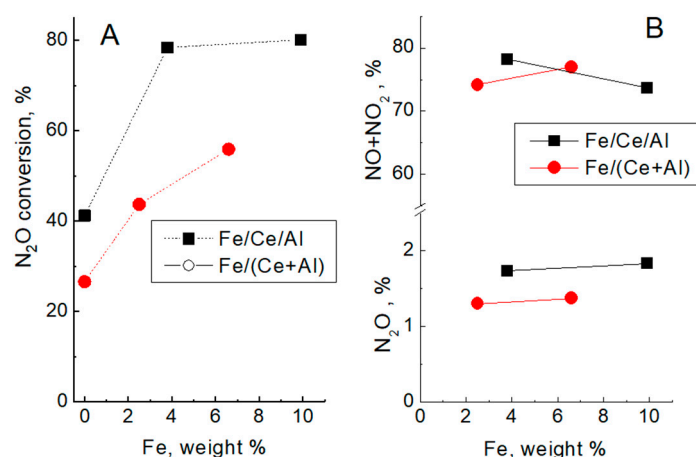 A
N₂O conversion, %
80
60
40
20
0
0 2 4 6 8 10
Fe, weight %
Fe/Ce/Al
Fe/(Ce+Al)
B
NO+NO₂ , %
80
75
70
60
Fe/Ce/Al
Fe/(Ce+Al)
N₂O , %
2
1
0
0 2 4 6 8 10
Fe, weight %